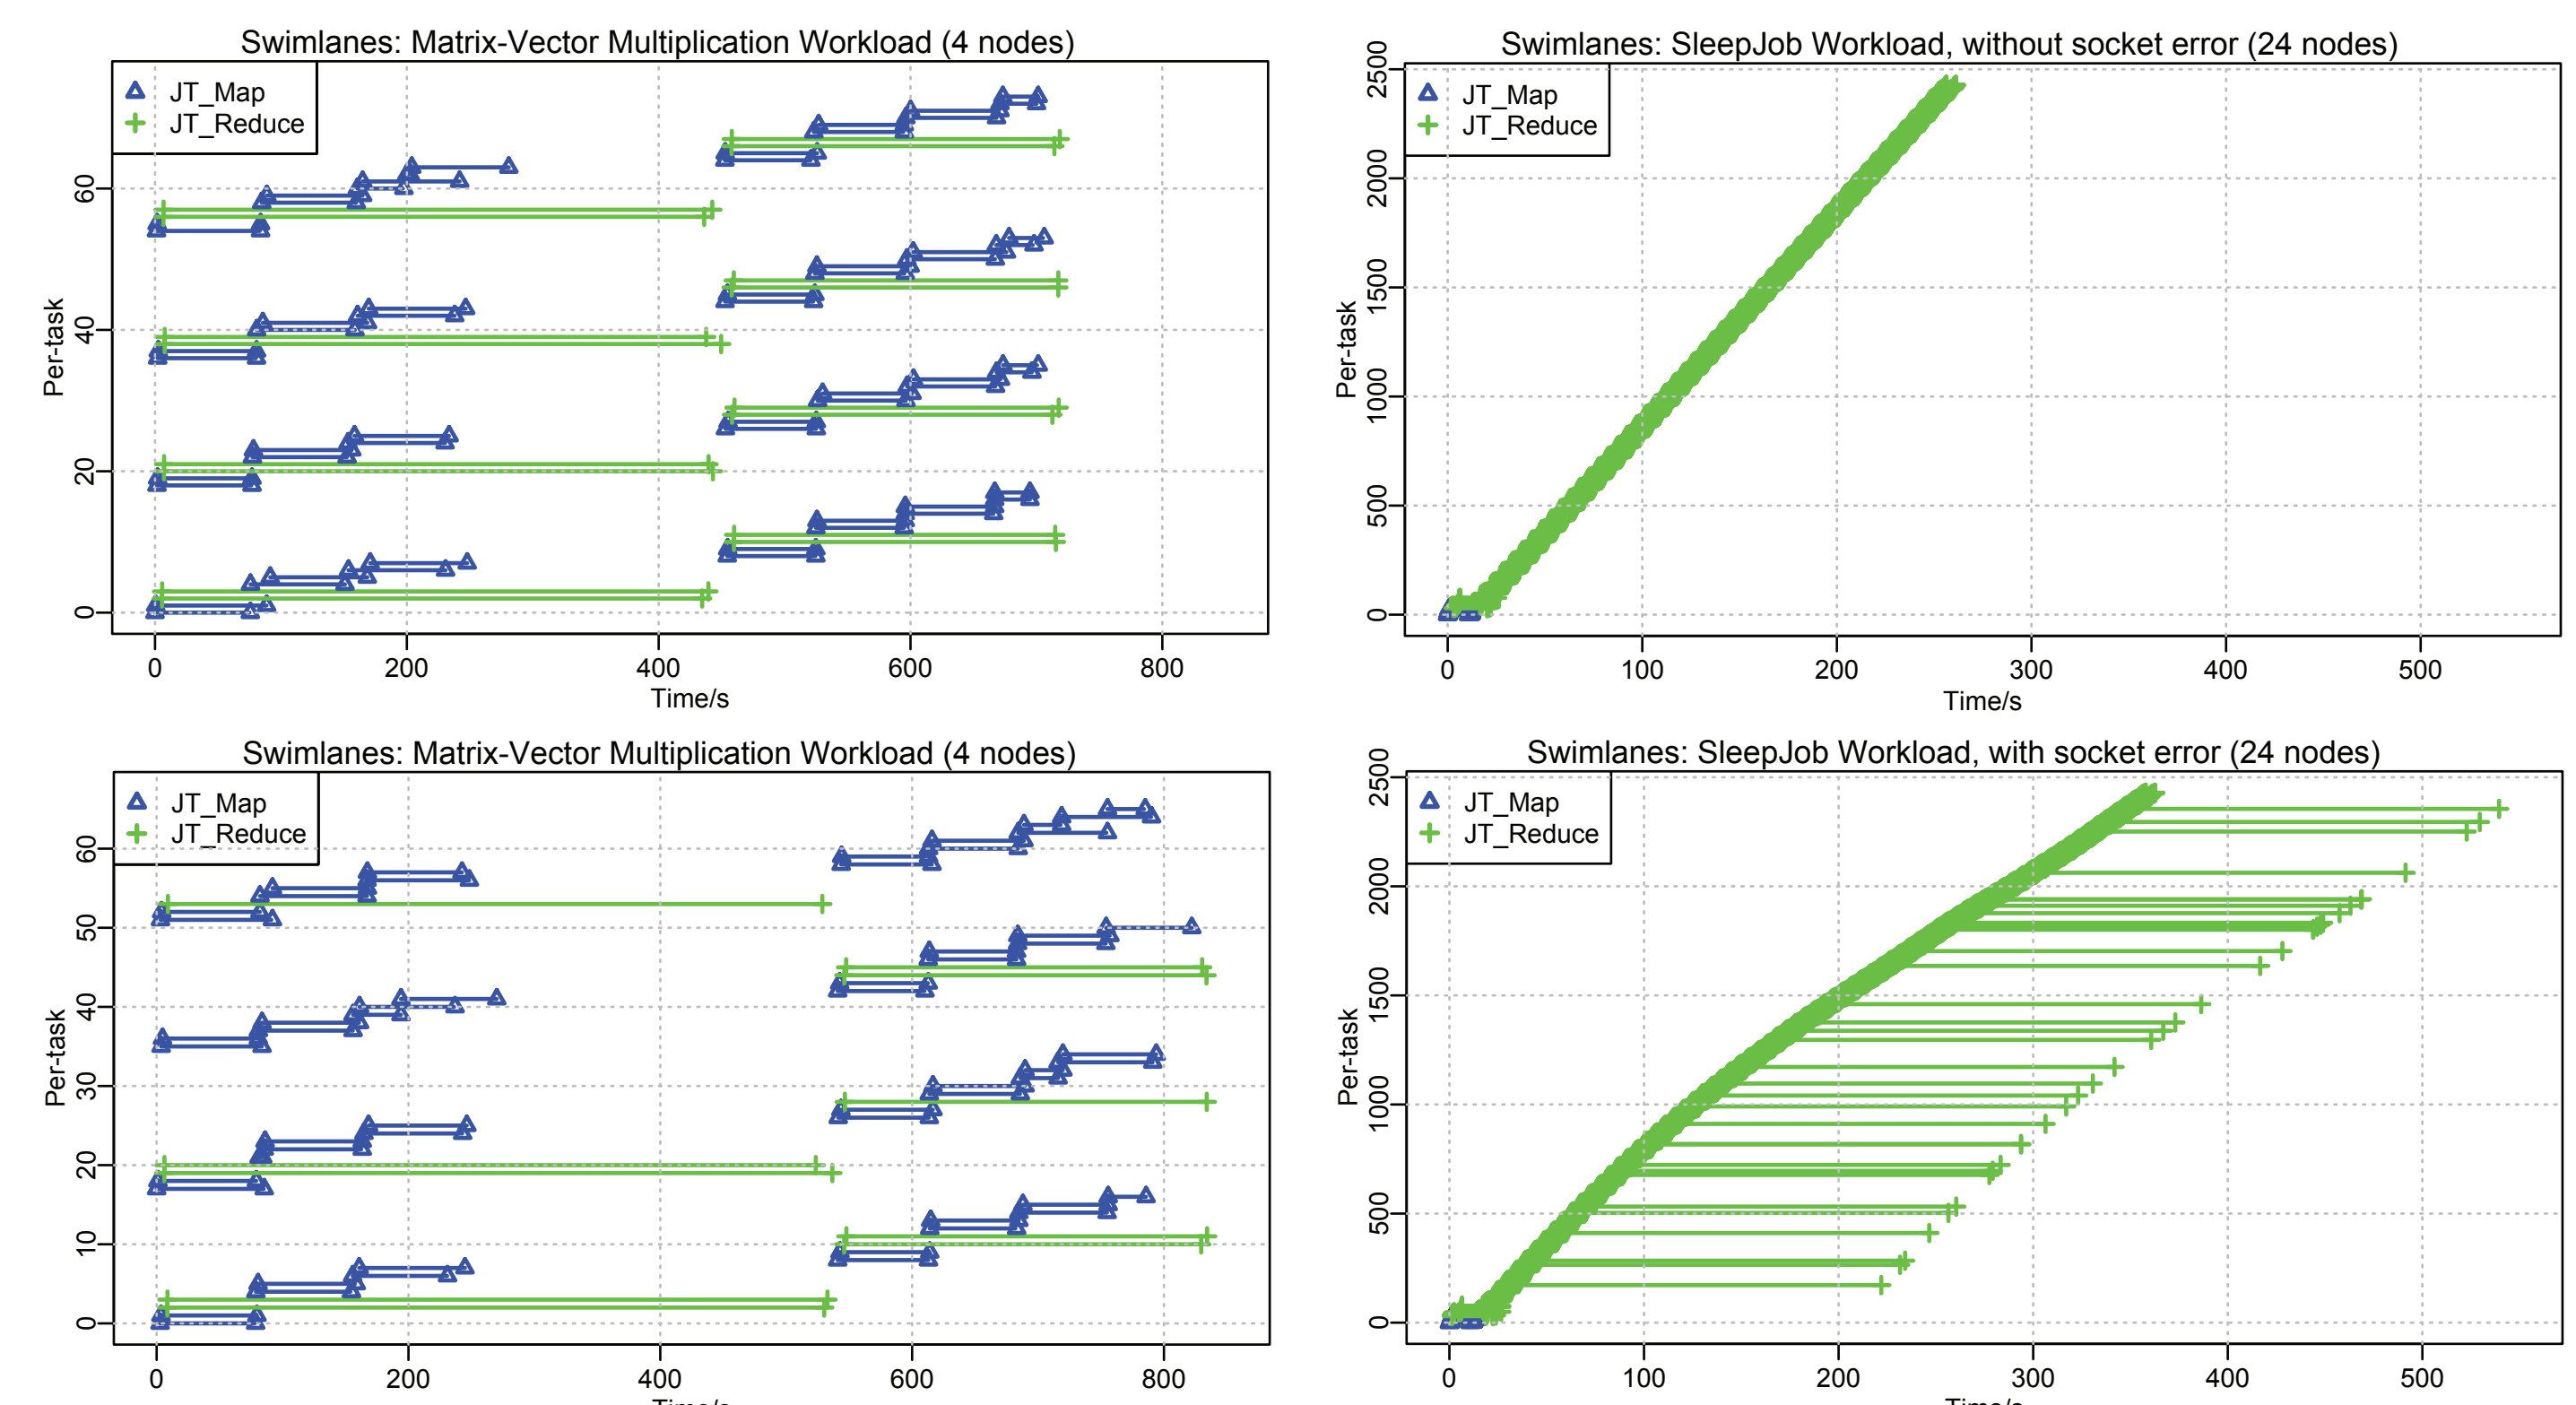 Swimlanes: Matrix-Vector Multiplication Workload (4 nodes)
JT_Map
JT_Reduce
Per-task
0
20
40
60
0 200 400 600 800
Time/s
Swimlanes: SleepJob Workload, without socket error (24 nodes)
JT_Map
JT_Reduce
Per-task
0
500
1000
1500
2000
2500
0 100 200 300 400 500
Time/s
Swimlanes: Matrix-Vector Multiplication Workload (4 nodes)
JT_Map
JT_Reduce
Per-task
0
10
20
30
40
50
60
0 200 400 600 800
Time/s
Swimlanes: SleepJob Workload, with socket error (24 nodes)
JT_Map
JT_Reduce
Per-task
0
500
1000
1500
2000
2500
0 100 200 300 400 500
Time/s